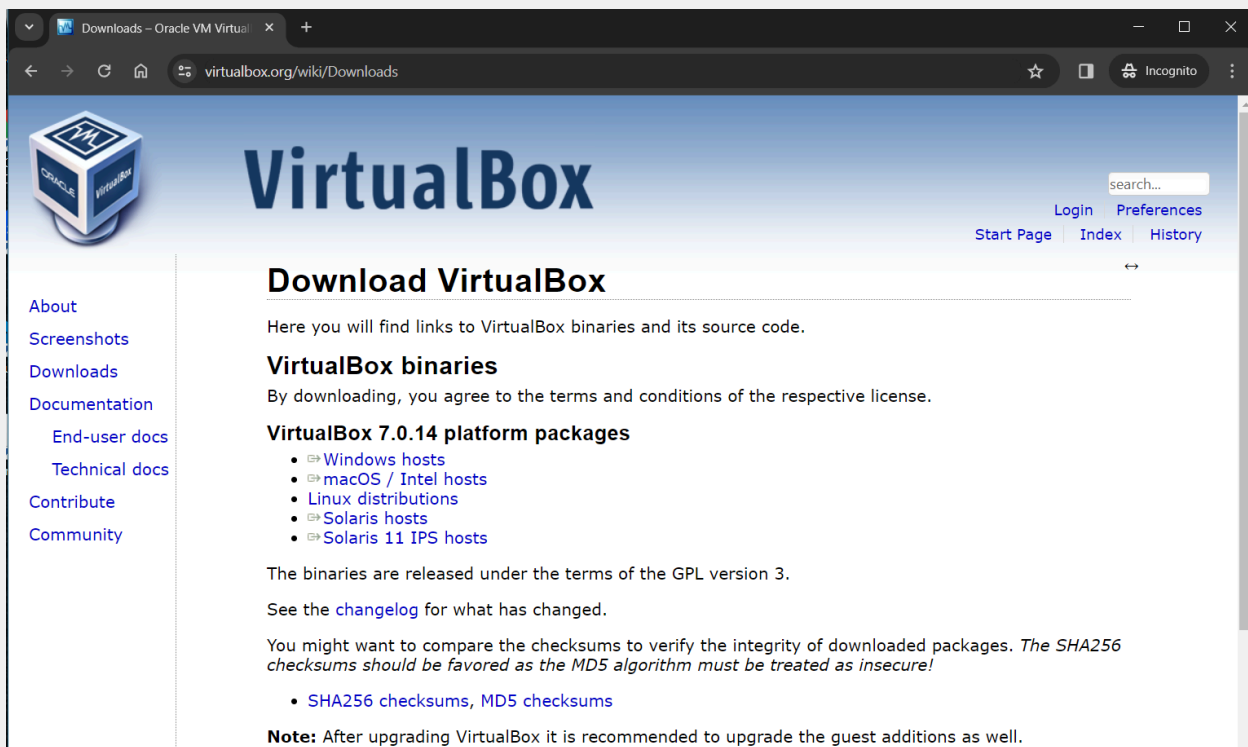 Downloads – Oracle VM Virtual
virtualbox.org/wiki/Downloads
Incognito
ORACLE
VirtualBox
VirtualBox
search...
Login Preferences
Start Page Index History
About
Screenshots
Downloads
Documentation
End-user docs
Technical docs
Contribute
Community
Download VirtualBox
Here you will find links to VirtualBox binaries and its source code.
VirtualBox binaries
By downloading, you agree to the terms and conditions of the respective license.
VirtualBox 7.0.14 platform packages
Windows hosts
macOS / Intel hosts
Linux distributions
Solaris hosts
Solaris 11 IPS hosts
The binaries are released under the terms of the GPL version 3.
See the changelog for what has changed.
You might want to compare the checksums to verify the integrity of downloaded packages. The SHA256
checksums should be favored as the MD5 algorithm must be treated as insecure!
SHA256 checksums, MD5 checksums
Note: After upgrading VirtualBox it is recommended to upgrade the guest additions as well.